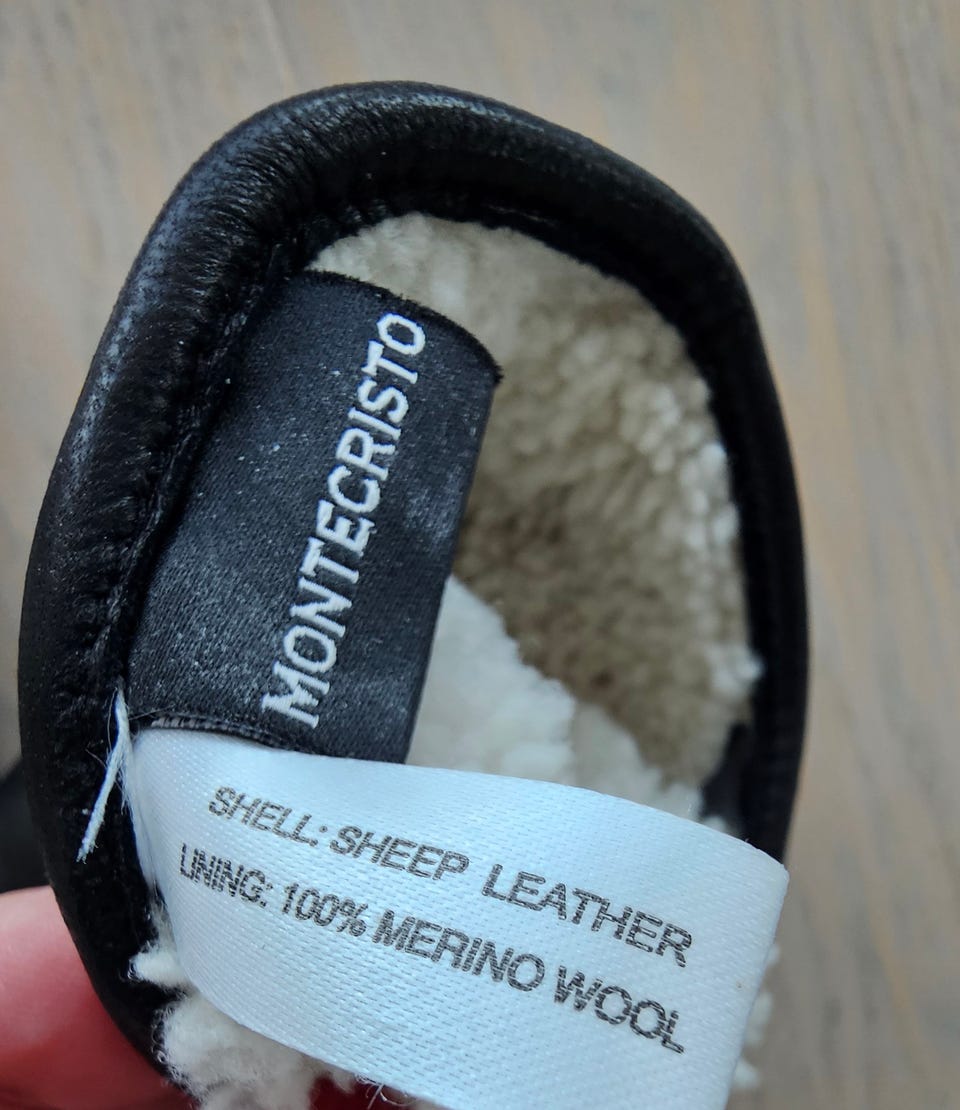 MONTECRISTO
SHELL: SHEEP LEATHER
LINING: 100% MERINO WOOL